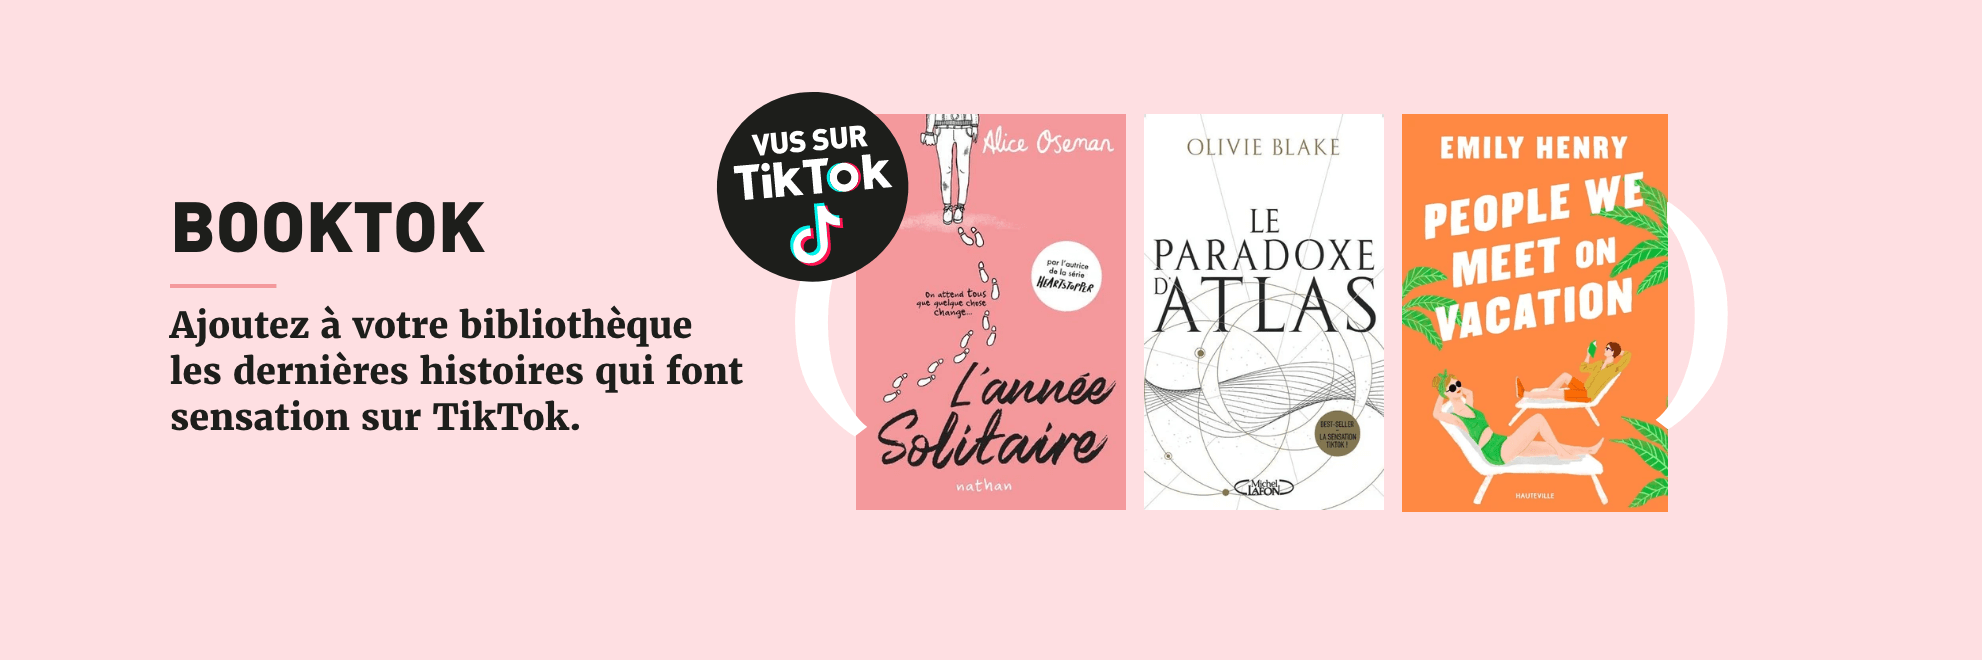 BOOKTOK
Ajoutez à votre bibliothèque
les dernières histoires qui font
sensation sur TikTok.
VUS SUR
TikTok
Alice Oseman
par l'autrice
de la série
HEARTSTOPPER
On attend tous
que quelque chose
change...
L'année
Solitaire
nathan
OLIVIE BLAKE
LE
PARADOXE
D'ATLAS
BEST-SELLER
LA SENSATION
TIKTOK !
Michel
LAFON
EMILY HENRY
PEOPLE WE
MEET ON
VACATION
HAUTEVILLE